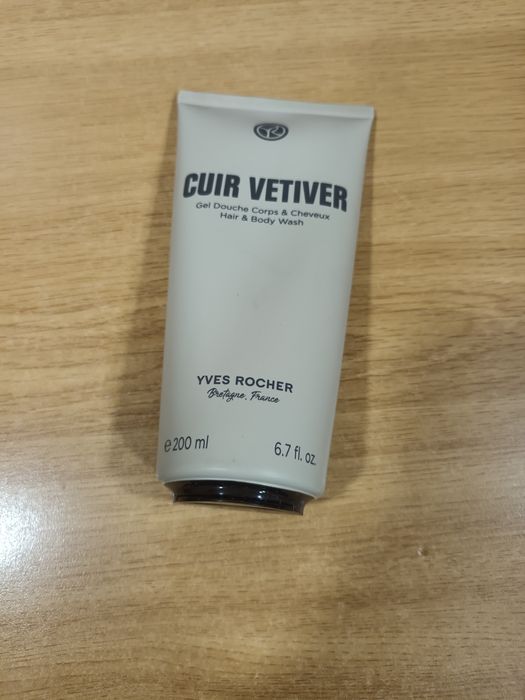 CUIR VETIVER
Gel Douche Corps & Cheveux
Hair & Body Wash
YVES ROCHER
Bretagne, France
e 200 ml 6.7 fl. oz.